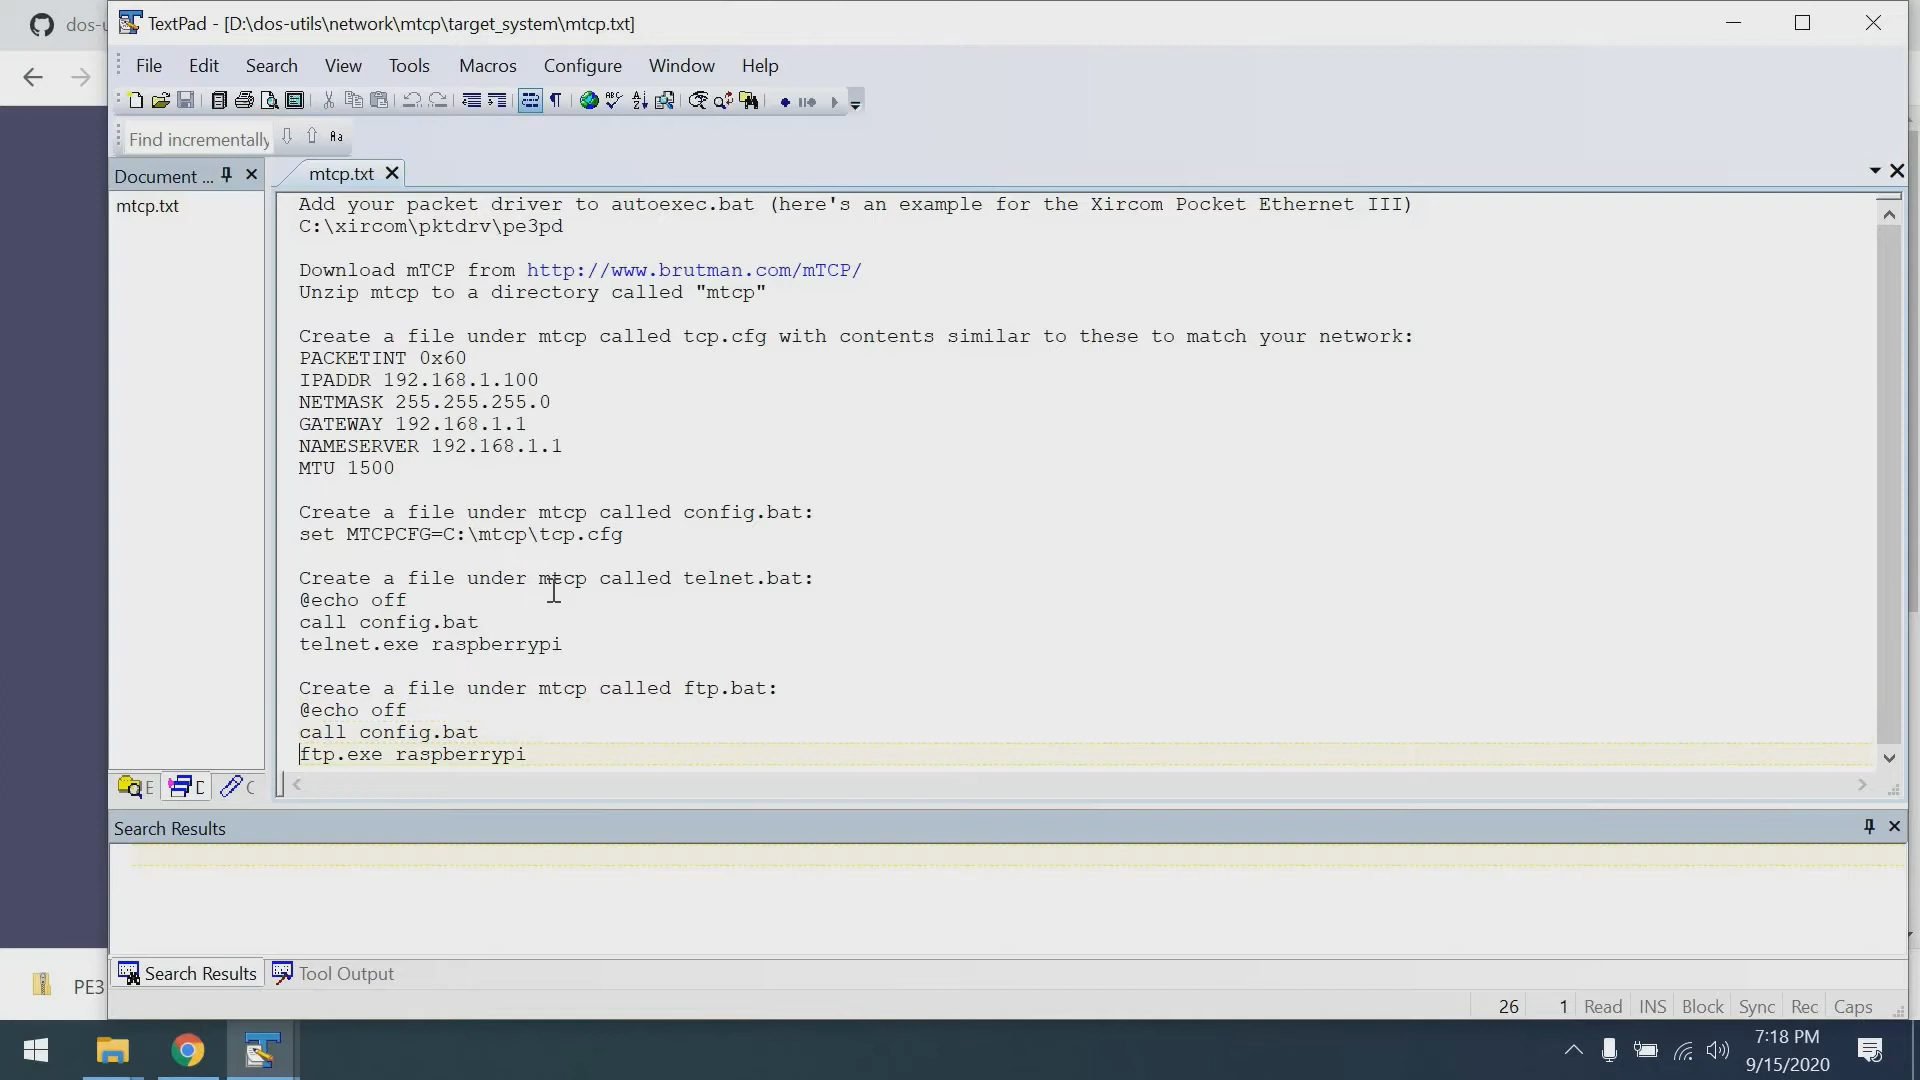 dos-u
TextPad - [D:\dos-utils\network\mtcp\target_system\mtcp.txt]
File Edit Search View Tools Macros Configure Window Help
Find incrementally
Document ...
mtcp.txt
mtcp.txt
Add your packet driver to autoexec.bat (here's an example for the Xircom Pocket Ethernet III)
C:\xircom\pktdrv\pe3pd
Download mTCP from http://www.brutman.com/mTCP/
Unzip mtcp to a directory called "mtcp"
Create a file under mtcp called tcp.cfg with contents similar to these to match your network:
PACKETINT 0x60
IPADDR 192.168.1.100
NETMASK 255.255.255.0
GATEWAY 192.168.1.1
NAMESERVER 192.168.1.1
MTU 1500
Create a file under mtcp called config.bat:
set MTCPCFG=C:\mtcp\tcp.cfg
Create a file under mtcp called telnet.bat:
@echo off
call config.bat
telnet.exe raspberrypi
Create a file under mtcp called ftp.bat:
@echo off
call config.bat
ftp.exe raspberrypi
E D C
Search Results
Search Results Tool Output
PE3
26 1 Read INS Block Sync Rec Caps
7:18 PM
9/15/2020